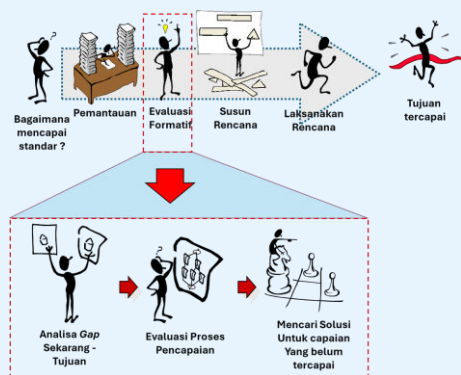 Bagaimana
mencapai
standar ?
Pemantauan
Evaluasi
Formatif
Susun
Rencana
Laksanakan
Rencana
Tujuan
tercapai
Analisa Gap
Sekarang -
Tujuan
Evaluasi Proses
Pencapaian
Mencari Solusi
Untuk capaian
Yang belum
tercapai